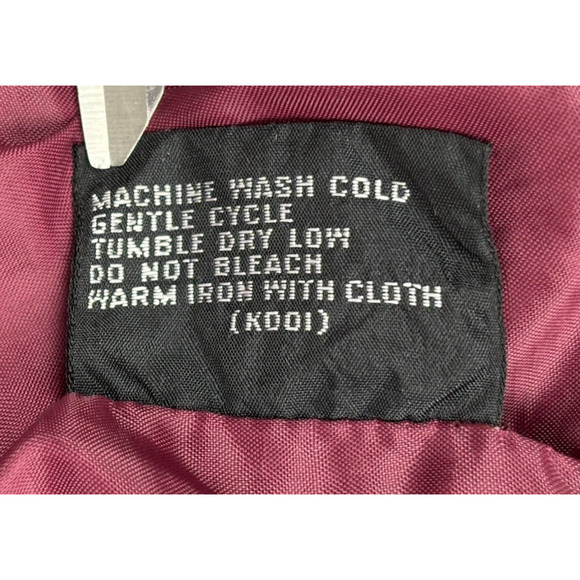 MACHINE WASH COLD
GENTLE CYCLE
TUMBLE DRY LOW
DO NOT BLEACH
WARM IRON WITH CLOTH
(K001)